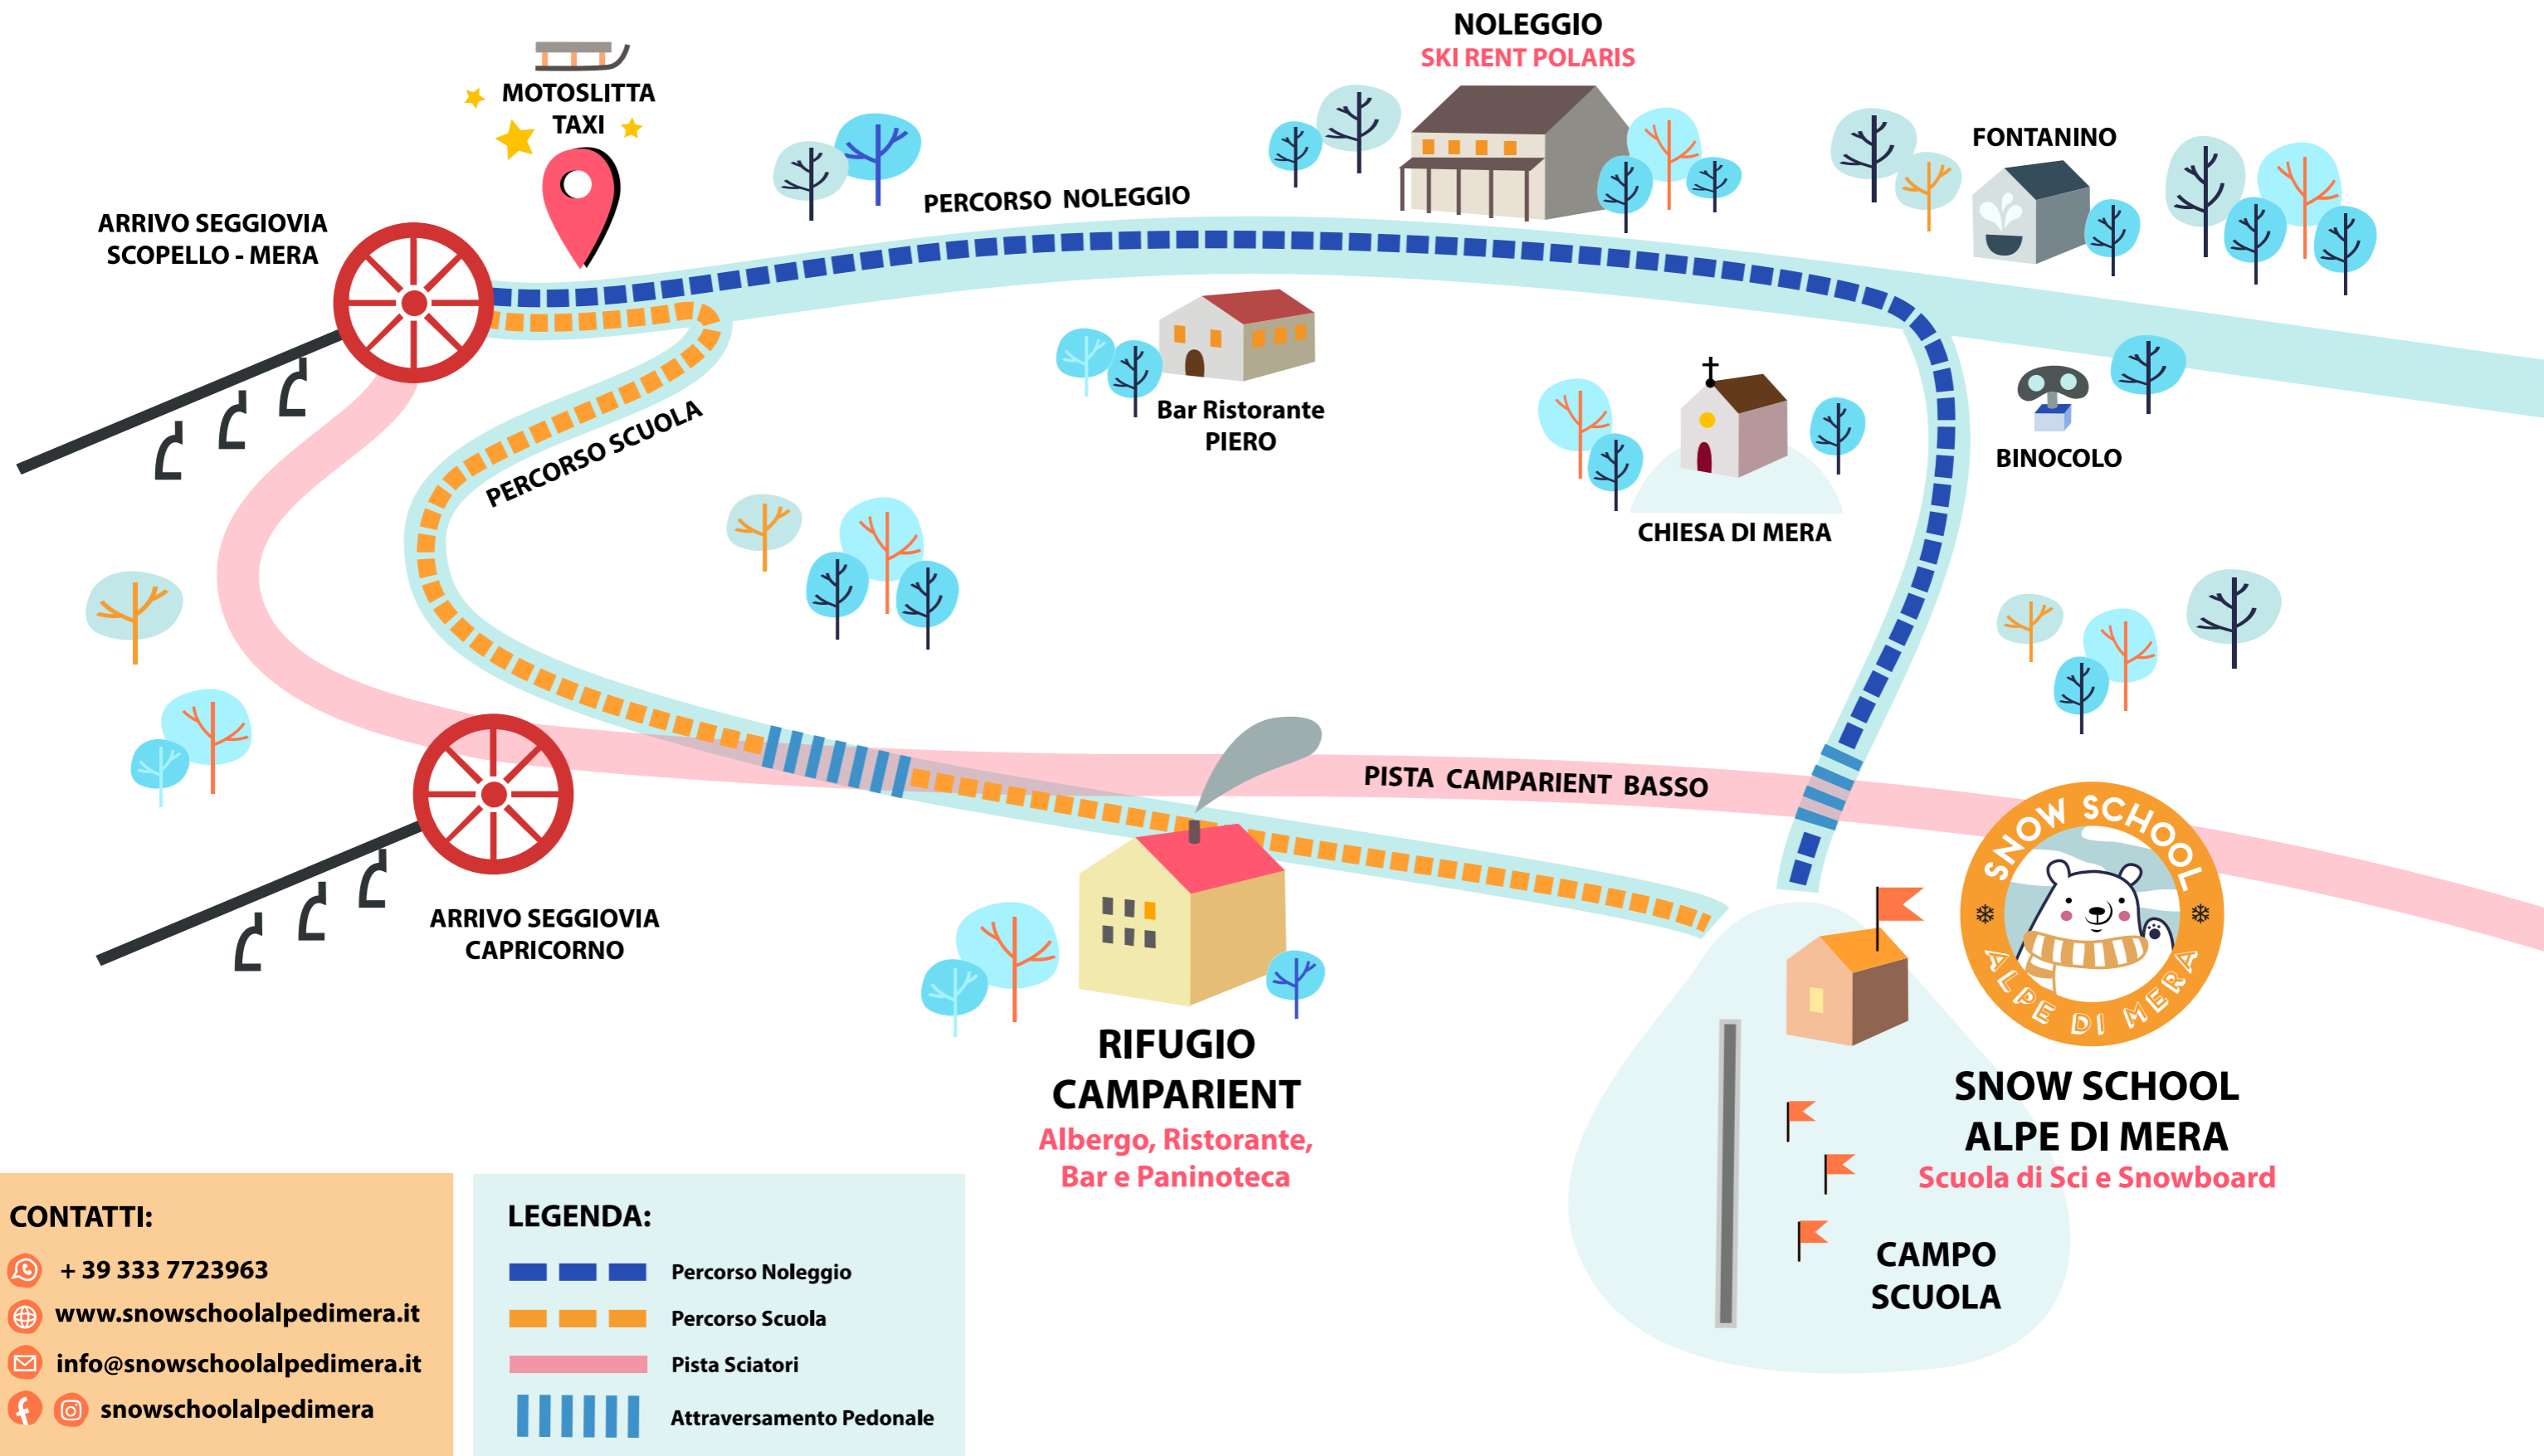 NOLEGGIO
SKI RENT POLARIS
MOTOSLITTA
TAXI
FONTANINO
PERCORSO NOLEGGIO
ARRIVO SEGGIOVIA
SCOPELLO - MERA
Bar Ristorante
PIERO
PERCORSO SCUOLA
BINOCOLO
CHIESA DI MERA
PISTA CAMPARIENT BASSO
SNOW SCHOOL
ALPE DI MERA
ARRIVO SEGGIOVIA
CAPRICORNO
RIFUGIO
CAMPARIENT
Albergo, Ristorante,
Bar e Paninoteca
SNOW SCHOOL
ALPE DI MERA
Scuola di Sci e Snowboard
CAMPO
SCUOLA
CONTATTI:
+ 39 333 7723963
www.snowschoolalpedimera.it
info@snowschoolalpedimera.it
snowschoolalpedimera
LEGENDA:
Percorso Noleggio
Percorso Scuola
Pista Sciatori
Attraversamento Pedonale